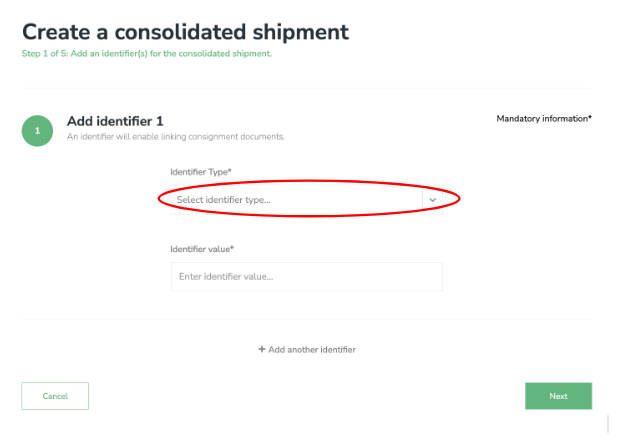 Create a consolidated shipment
Step 1 of 5: Add an identifier(s) for the consolidated shipment.
1
Add identifier 1
Mandatory information*
An identifier will enable linking consignment documents.
Identifier Type*
Select identifier type...
Identifier value*
Enter identifier value...
+ Add another identifier
Cancel
Next